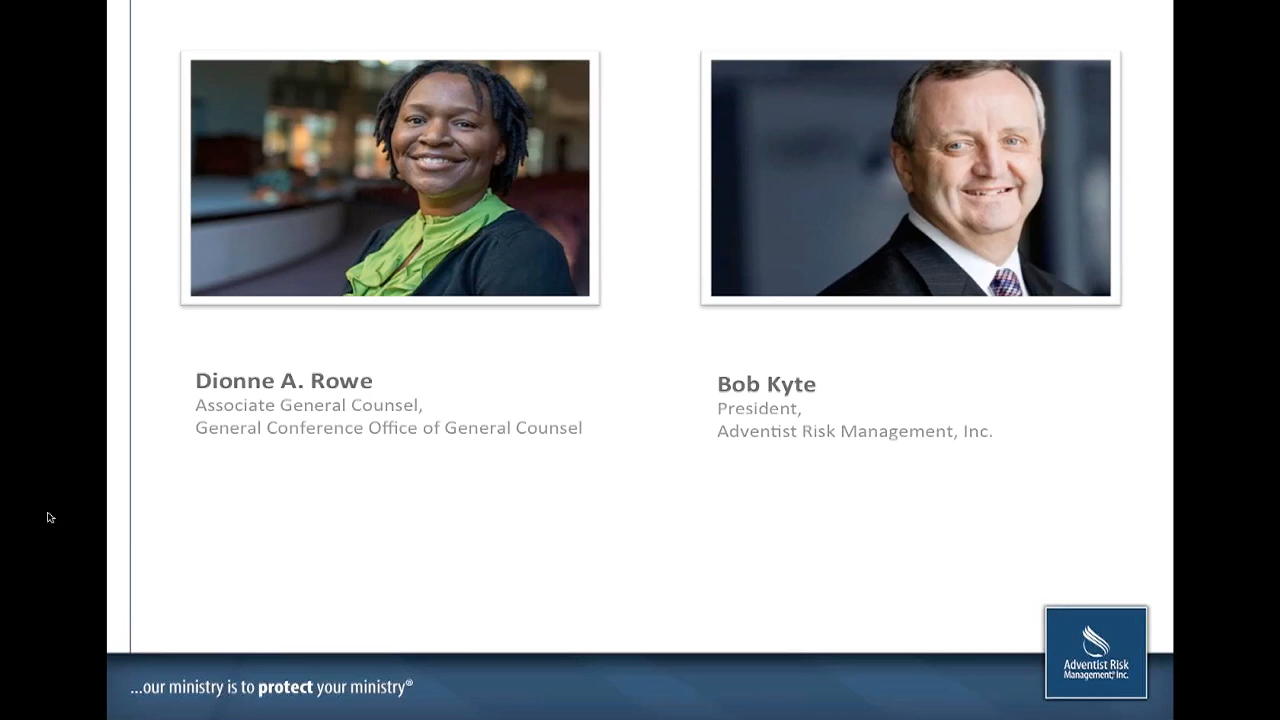 Dionne A. Rowe
Associate General Counsel,
General Conference Office of General Counsel
Bob Kyte
President,
Adventist Risk Management, Inc.
...our ministry is to protect your ministry®
Adventist Risk
Management, Inc.